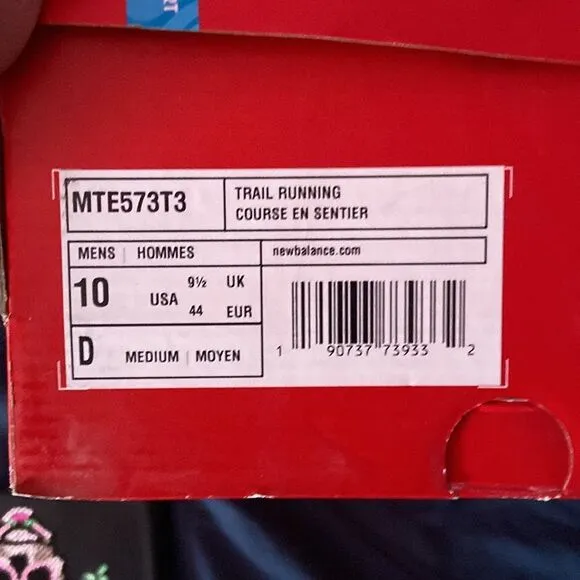 MTE573T3
TRAIL RUNNING
COURSE EN SENTIER
MENS | HOMMES
newbalance.com
10 USA 9½ UK
44 EUR
D MEDIUM | MOYEN
1 90737 73933 2